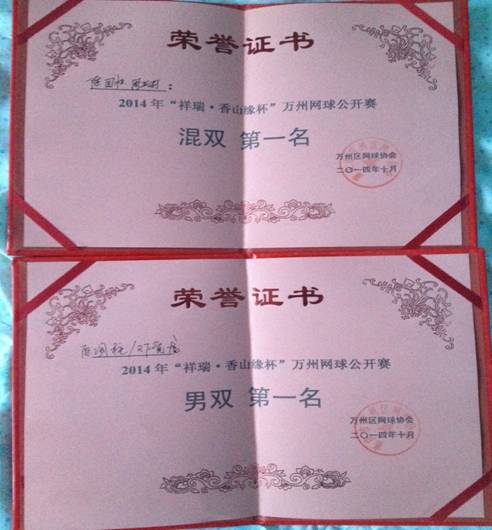 荣誉证书
2014年“祥瑞·香山缘杯”万州网球公开赛
混双 第一名
万州区网球协会
二〇一四年十月
荣誉证书
2014年“祥瑞·香山缘杯”万州网球公开赛
男双 第一名
万州区网球协会
二〇一四年十月